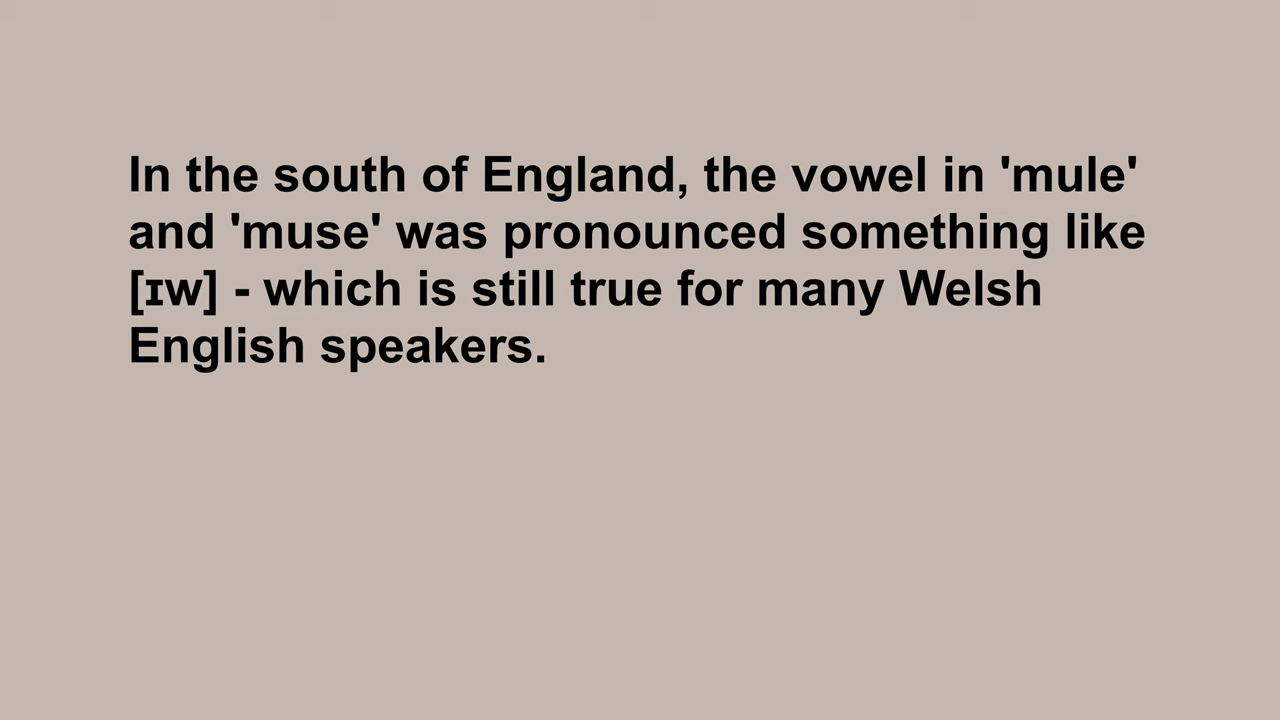 In the south of England, the vowel in 'mule'
and 'muse' was pronounced something like
[ɪw] - which is still true for many Welsh
English speakers.